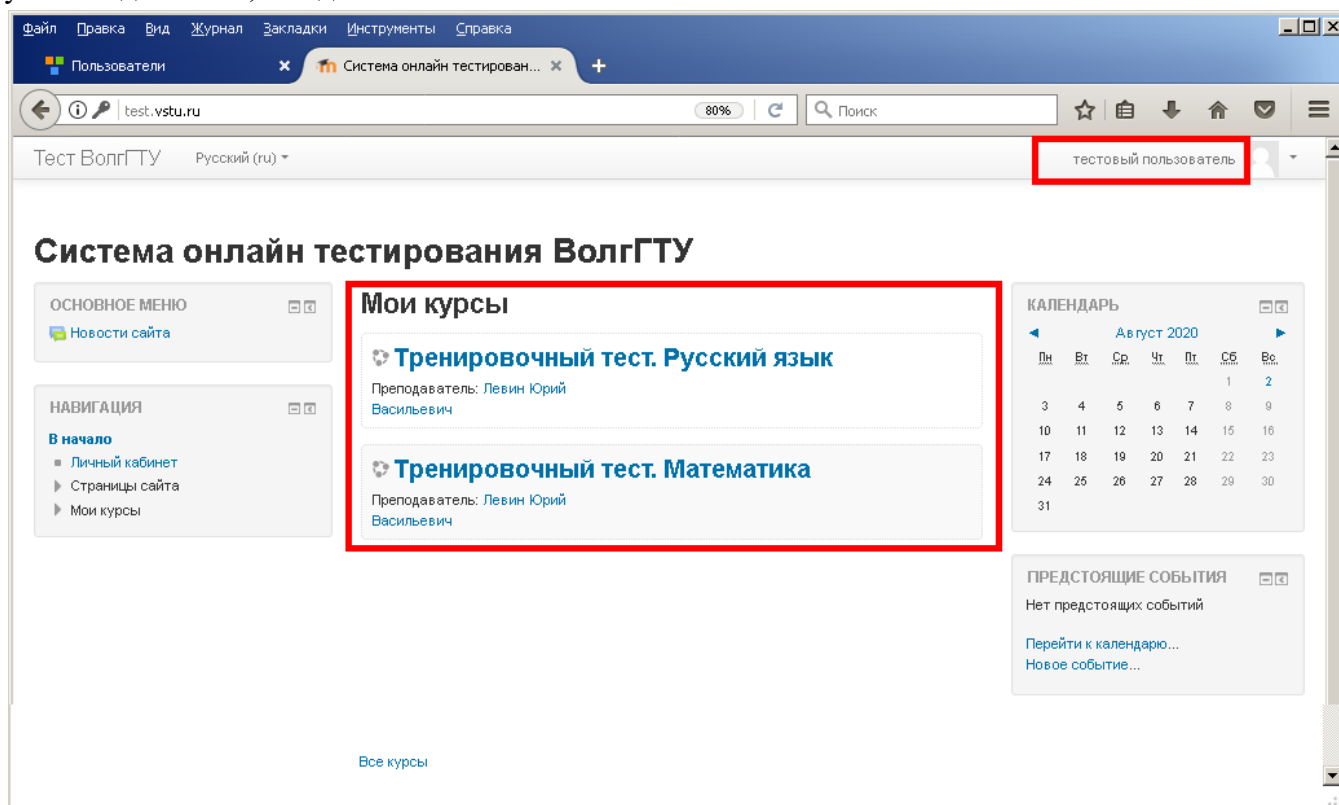 Файл Правка Вид Журнал Закладки Инструменты Справка
Пользователи
Система онлайн тестирован...
test.vstu.ru
80%
Поиск
Тест ВолгГТУ
Русский (ru)
тестовый пользователь
Система онлайн тестирования ВолгГТУ
ОСНОВНОЕ МЕНЮ
Новости сайта
НАВИГАЦИЯ
В начало
Личный кабинет
Страницы сайта
Мои курсы
Мои курсы
Тренировочный тест. Русский язык
Преподаватель: Левин Юрий
Васильевич
Тренировочный тест. Математика
Преподаватель: Левин Юрий
Васильевич
Все курсы
КАЛЕНДАРЬ
Август 2020
Пн Вт Ср Чт Пт Сб Вс
1 2
3 4 5 6 7 8 9
10 11 12 13 14 15 16
17 18 19 20 21 22 23
24 25 26 27 28 29 30
31
ПРЕДСТОЯЩИЕ СОБЫТИЯ
Нет предстоящих событий
Перейти к календарю...
Новое событие...